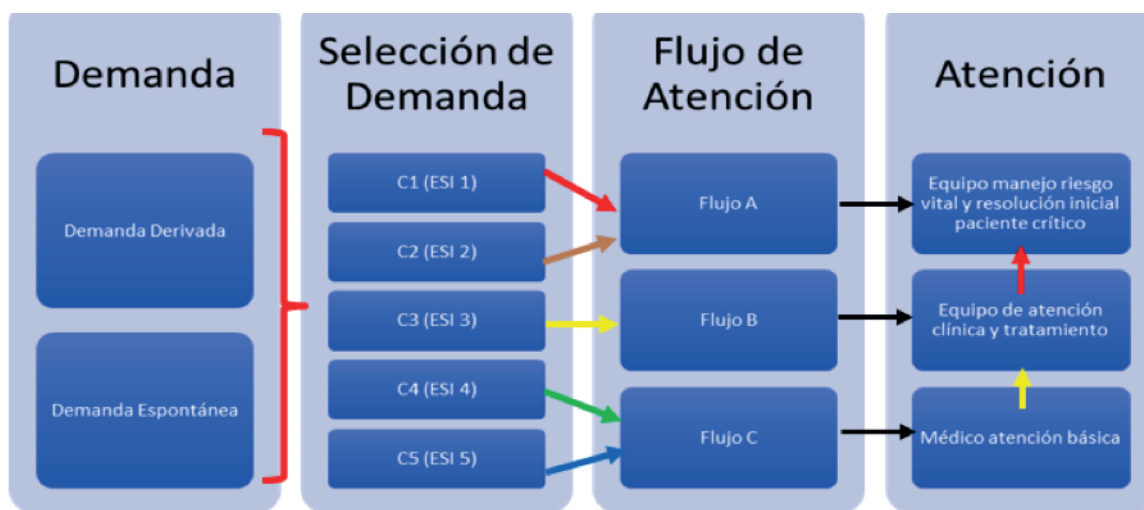 Demanda
Demanda Derivada
Demanda Espontánea
Selección de
Demanda
C1 (ESI 1)
C2 (ESI 2)
C3 (ESI 3)
C4 (ESI 4)
C5 (ESI 5)
Flujo de
Atención
Flujo A
Flujo B
Flujo C
Atención
Equipo manejo riesgo
vital y resolución inicial
paciente crítico
Equipo de atención
clínica y tratamiento
Médico atención básica